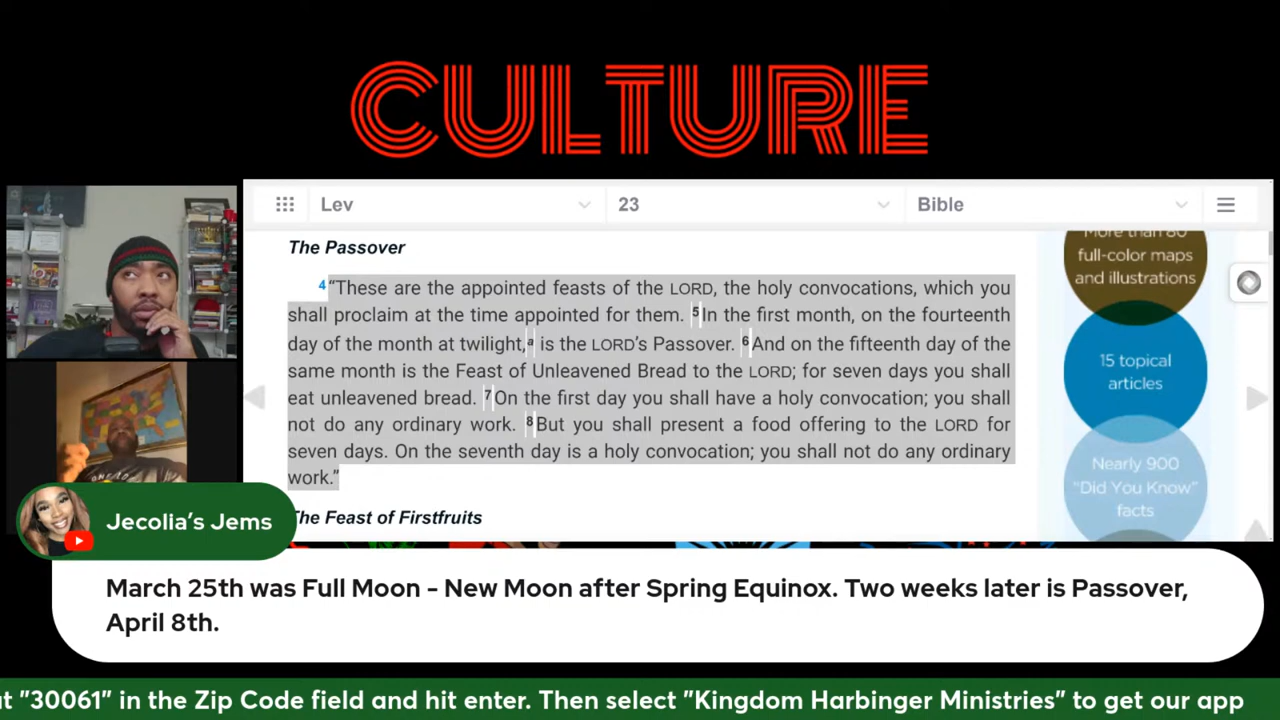 CULTURE
Lev 23 Bible
The Passover
4“These are the appointed feasts of the LORD, the holy convocations, which you
shall proclaim at the time appointed for them. 5In the first month, on the fourteenth
day of the month at twilight,a is the LORD’s Passover. 6And on the fifteenth day of the
same month is the Feast of Unleavened Bread to the LORD; for seven days you shall
eat unleavened bread. 7On the first day you shall have a holy convocation; you shall
not do any ordinary work. 8But you shall present a food offering to the LORD for
seven days. On the seventh day is a holy convocation; you shall not do any ordinary
work.”
The Feast of Firstfruits
More than 80
full-color maps
and illustrations
15 topical
articles
Nearly 900
“Did You Know”
facts
Jecolia’s Jems
March 25th was Full Moon - New Moon after Spring Equinox. Two weeks later is Passover,
April 8th.
"30061" in the Zip Code field and hit enter. Then select "Kingdom Harbinger Ministries" to get our app